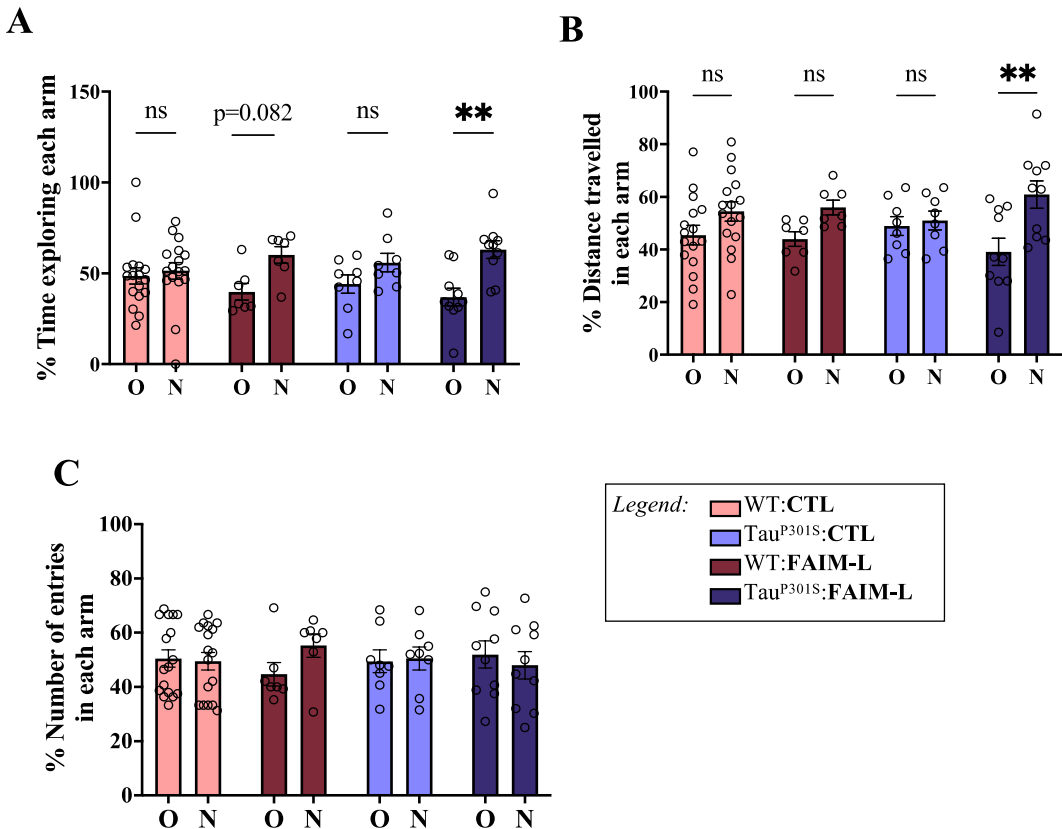 A
% Time exploring each arm
150
100
50
0
ns
p=0.082
ns
**
O N O N O N O N
B
% Distance travelled
in each arm
100
80
60
40
20
0
ns
ns
ns
**
O N O N O N O N
C
% Number of entries
in each arm
100
80
60
40
20
0
O N O N O N O N
Legend:
WT:CTL
Tauᴾ³⁰¹ˢ:CTL
WT:FAIM-L
Tauᴾ³⁰¹ˢ:FAIM-L